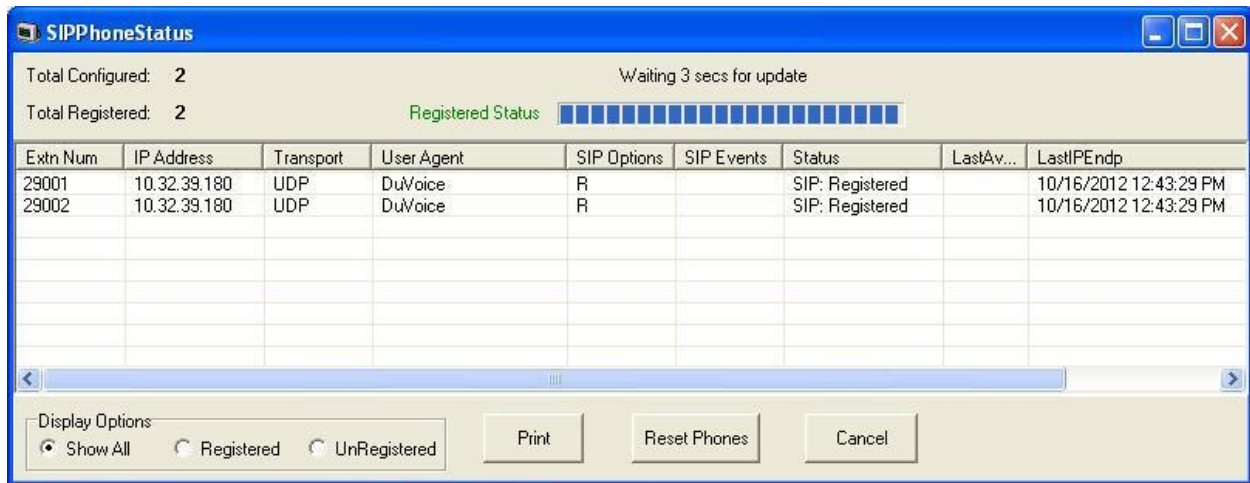 SIPPhoneStatus
Total Configured: 2
Waiting 3 secs for update
Total Registered: 2
Registered Status
Extn Num IP Address Transport User Agent SIP Options SIP Events Status LastAv... LastIPEndp
29001 10.32.39.180 UDP DuVoice R SIP: Registered 10/16/2012 12:43:29 PM
29002 10.32.39.180 UDP DuVoice R SIP: Registered 10/16/2012 12:43:29 PM
Display Options
Show All Registered UnRegistered
Print Reset Phones Cancel